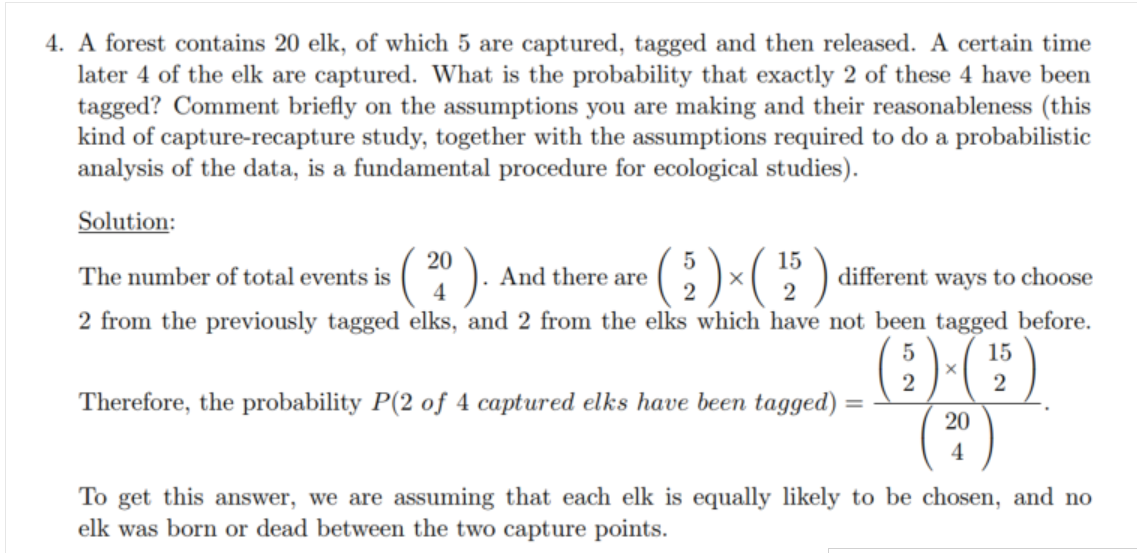 4. A forest contains 20 elk, of which 5 are captured, tagged and then released. A certain time
later 4 of the elk are captured. What is the probability that exactly 2 of these 4 have been
tagged? Comment briefly on the assumptions you are making and their reasonableness (this
kind of capture-recapture study, together with the assumptions required to do a probabilistic
analysis of the data, is a fundamental procedure for ecological studies).
Solution:
The number of total events is \binom{20}{4}. And there are \binom{5}{2} × \binom{15}{2} different ways to choose
2 from the previously tagged elks, and 2 from the elks which have not been tagged before.
Therefore, the probability P(2 of 4 captured elks have been tagged) = \frac{\binom{5}{2} × \binom{15}{2}}{\binom{20}{4}}.
To get this answer, we are assuming that each elk is equally likely to be chosen, and no
elk was born or dead between the two capture points.